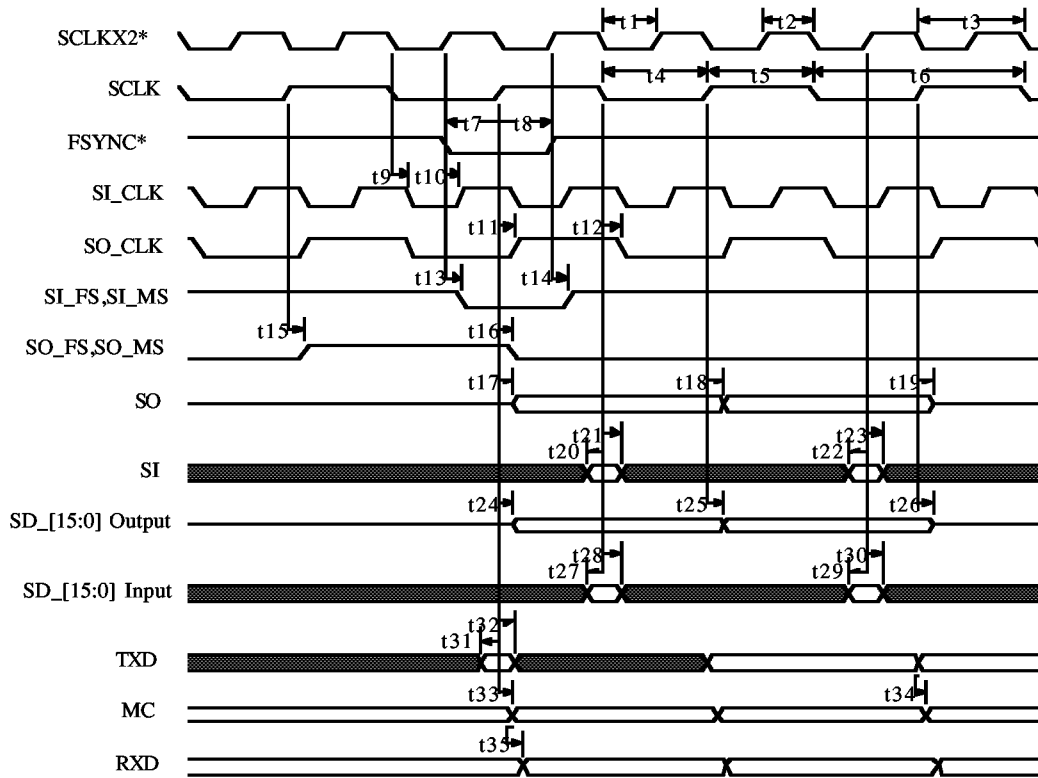 t1 t2 t3
SCLKX2*
t4 t5 t6
SCLK
t7 t8
FSYNC*
t9 t10
SI_CLK
t11 t12
SO_CLK
t13 t14
SI_FS,SI_MS
t15 t16
SO_FS,SO_MS
t17 t18 t19
SO
t21 t23
t20 t22
SI
t24 t25 t26
SD_[15:0] Output
t28 t30
t27 t29
SD_[15:0] Input
t32
t31
TXD
t33 t34
MC
t35
RXD